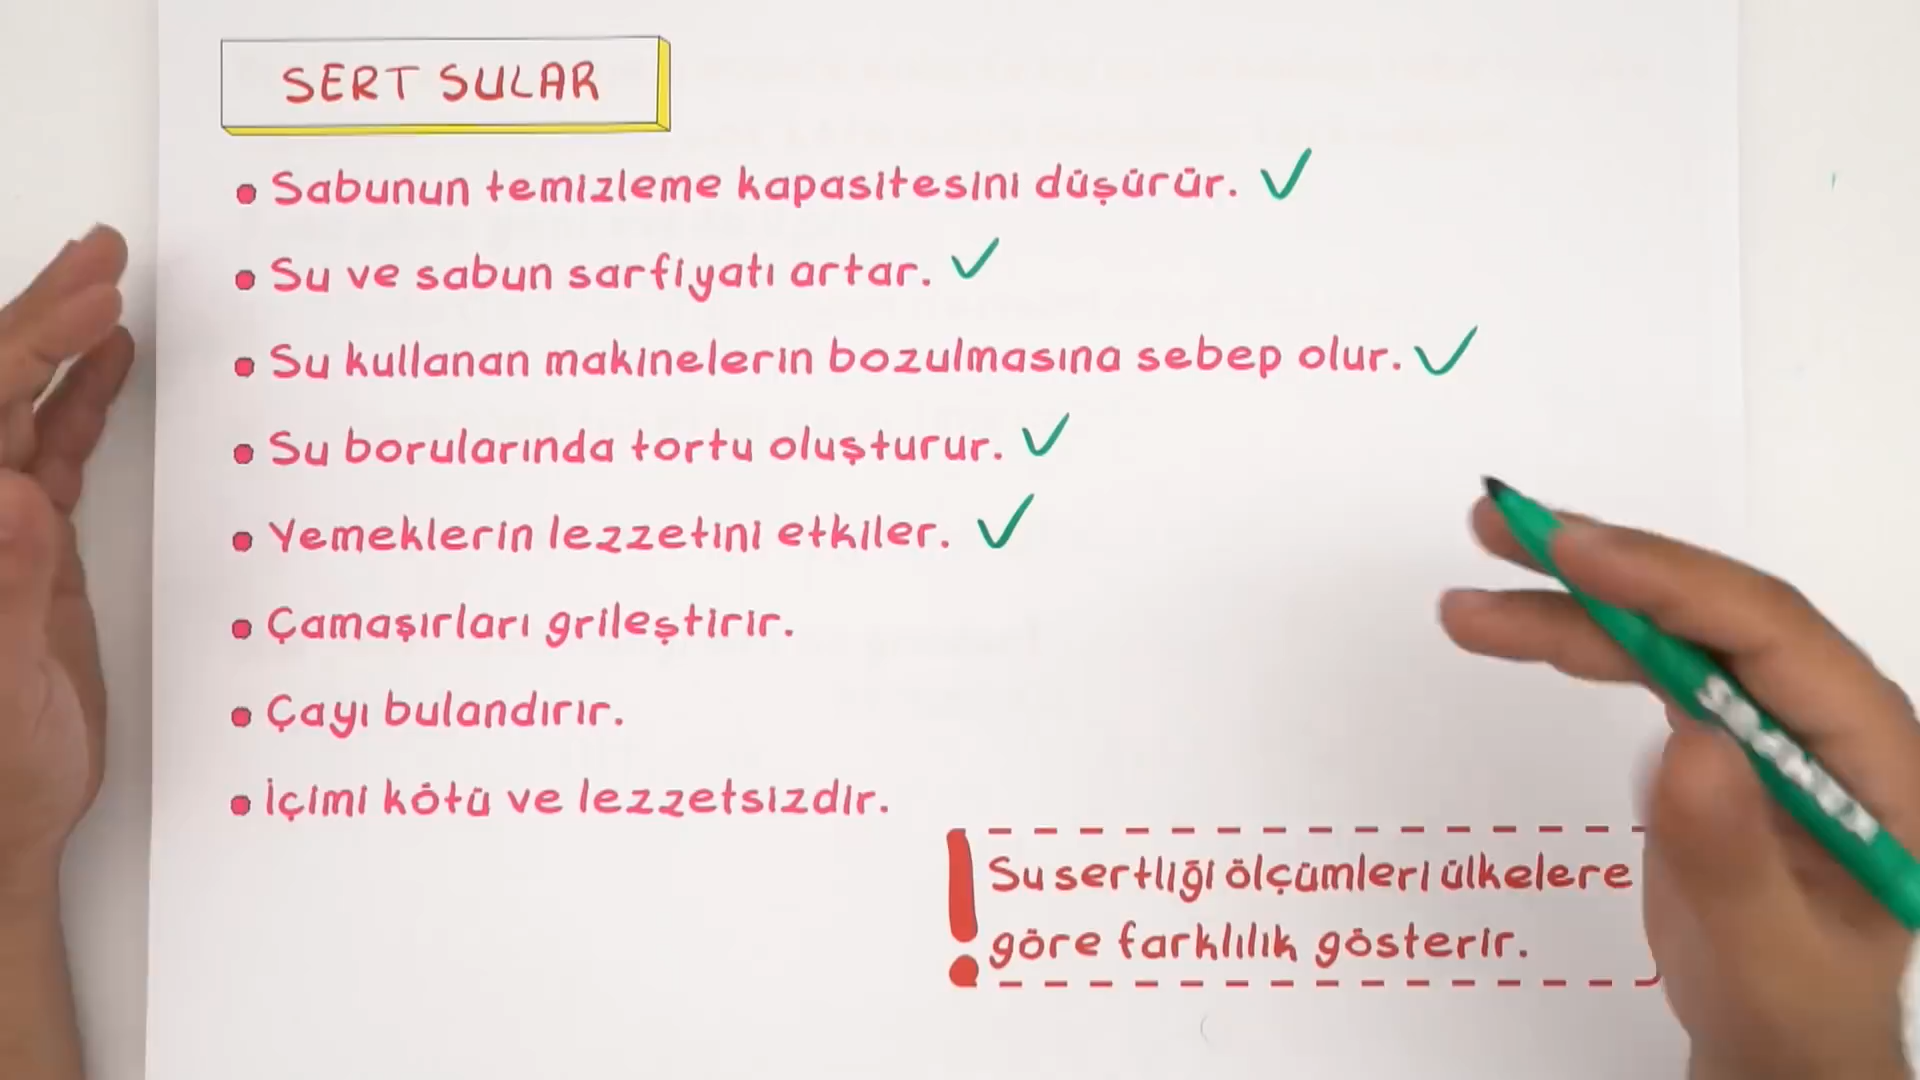 SERT SULAR
• Sabunun temizleme kapasitesini düşürür. ✓
• Su ve sabun sarfiyatı artar. ✓
• Su kullanan makinelerin bozulmasına sebep olur. ✓
• Su borularında tortu oluşturur. ✓
• Yemeklerin lezzetini etkiler. ✓
• Çamaşırları grileştirir.
• Çayı bulandırır.
• İçimi kötü ve lezzetsizdir.
! Su sertliği ölçümleri ülkelere
göre farklılık gösterir.